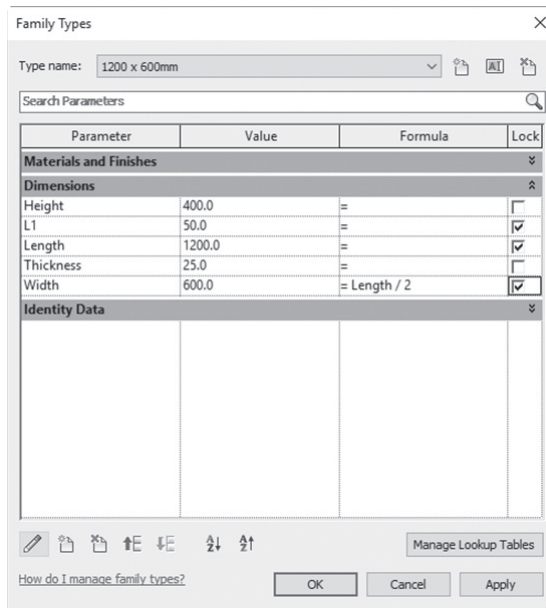 Family Types
Type name: 1200 x 600mm
Search Parameters
Parameter Value Formula Lock
Materials and Finishes
Dimensions
Height 400.0 =
L1 50.0 =
Length 1200.0 =
Thickness 25.0 =
Width 600.0 = Length / 2
Identity Data
Manage Lookup Tables
How do I manage family types?
OK Cancel Apply